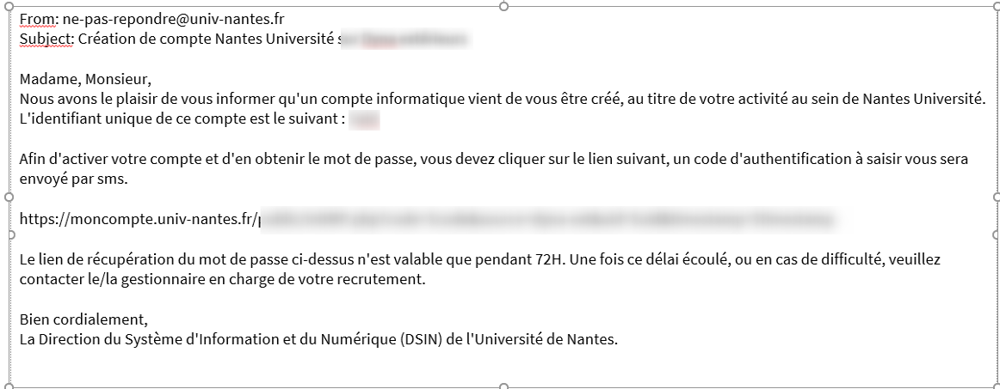 From: ne-pas-repondre@univ-nantes.fr
Subject: Création de compte Nantes Université
Madame, Monsieur,
Nous avons le plaisir de vous informer qu'un compte informatique vient de vous être créé, au titre de votre activité au sein de Nantes Université.
L'identifiant unique de ce compte est le suivant :
Afin d'activer votre compte et d'en obtenir le mot de passe, vous devez cliquer sur le lien suivant, un code d'authentification à saisir vous sera
envoyé par sms.
https://moncompte.univ-nantes.fr/
Le lien de récupération du mot de passe ci-dessus n'est valable que pendant 72H. Une fois ce délai écoulé, ou en cas de difficulté, veuillez
contacter le/la gestionnaire en charge de votre recrutement.
Bien cordialement,
La Direction du Système d'Information et du Numérique (DSIN) de l'Université de Nantes.